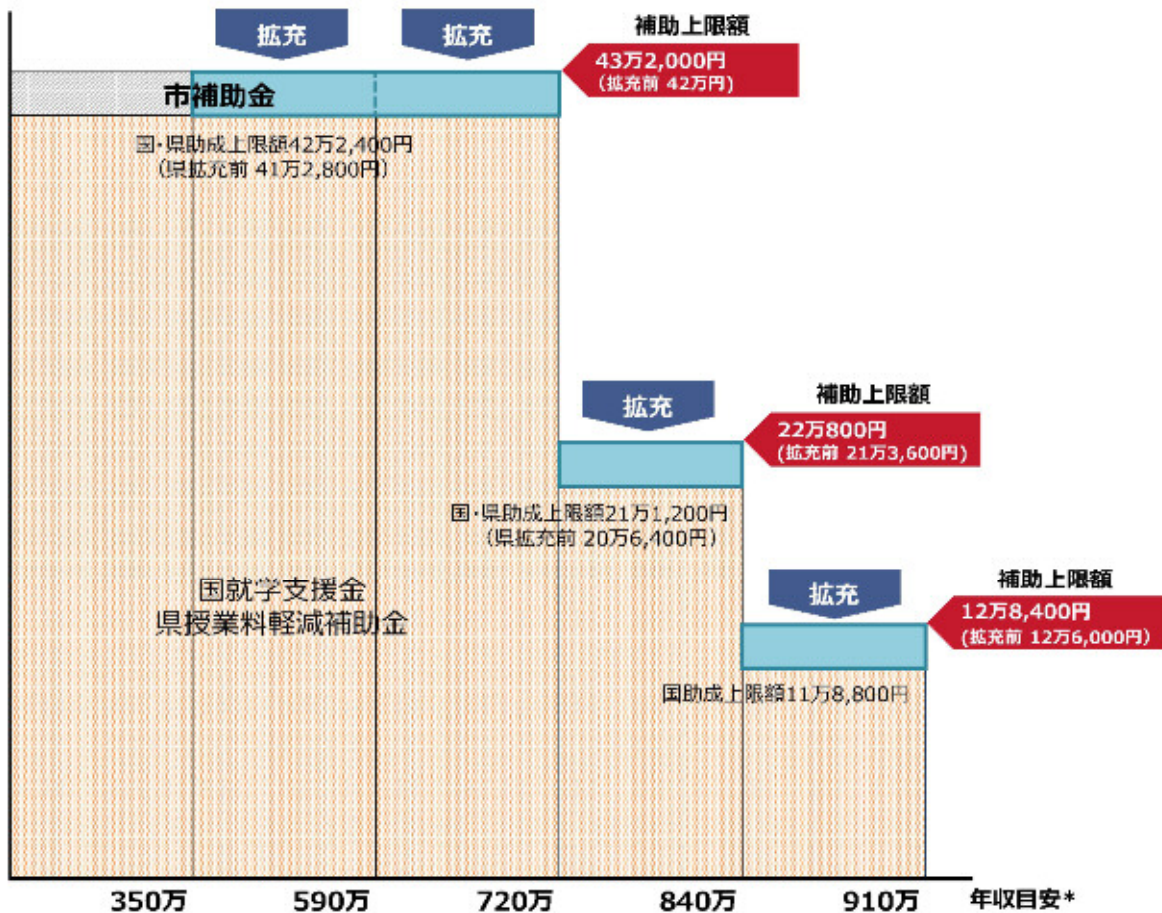 拡充
拡充
補助上限額
43万2,000円
(拡充前 42万円)
市補助金
国・県助成上限額42万2,400円
(県拡充前 41万2,800円)
拡充
補助上限額
22万800円
(拡充前 21万3,600円)
国・県助成上限額21万1,200円
(県拡充前 20万6,400円)
国就学支援金
県授業料軽減補助金
拡充
補助上限額
12万8,400円
(拡充前 12万6,000円)
国助成上限額11万8,800円
350万 590万 720万 840万 910万 年収目安*